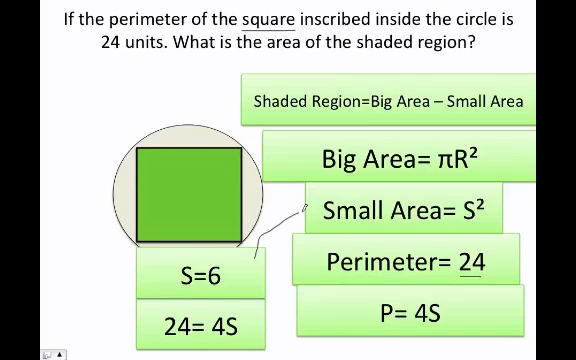 If the perimeter of the square inscribed inside the circle is
24 units. What is the area of the shaded region?
Shaded Region=Big Area – Small Area
Big Area= πR²
Small Area= S²
Perimeter= 24
S=6
P= 4S
24= 4S